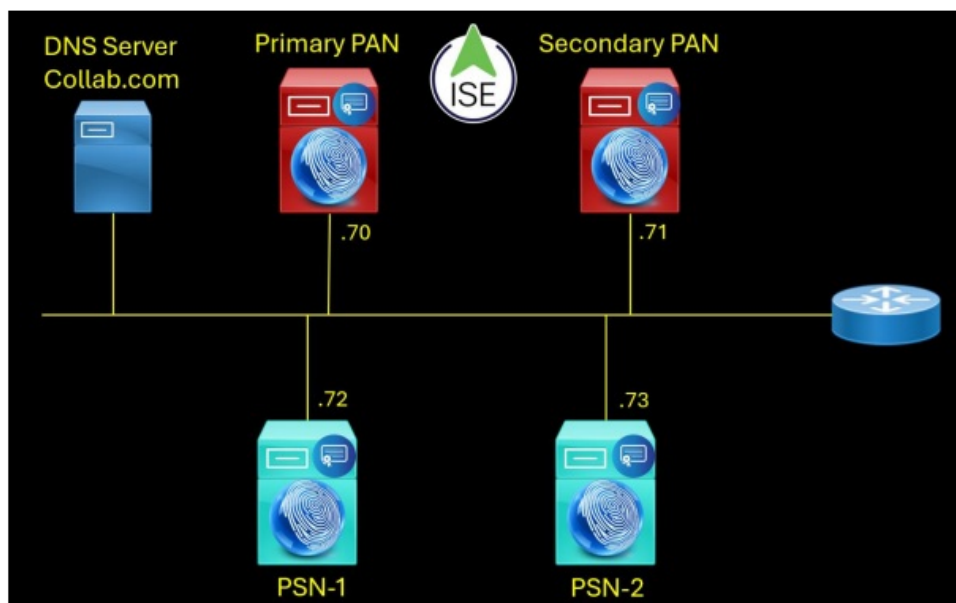 DNS Server
Collab.com
Primary PAN
ISE
Secondary PAN
.70
.71
.72
.73
PSN-1
PSN-2